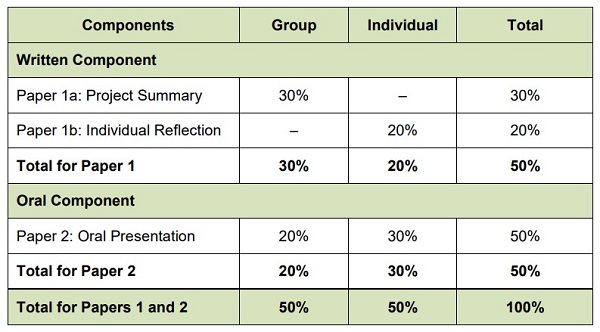 Components Group Individual Total
Written Component
Paper 1a: Project Summary 30% – 30%
Paper 1b: Individual Reflection – 20% 20%
Total for Paper 1 30% 20% 50%
Oral Component
Paper 2: Oral Presentation 20% 30% 50%
Total for Paper 2 20% 30% 50%
Total for Papers 1 and 2 50% 50% 100%